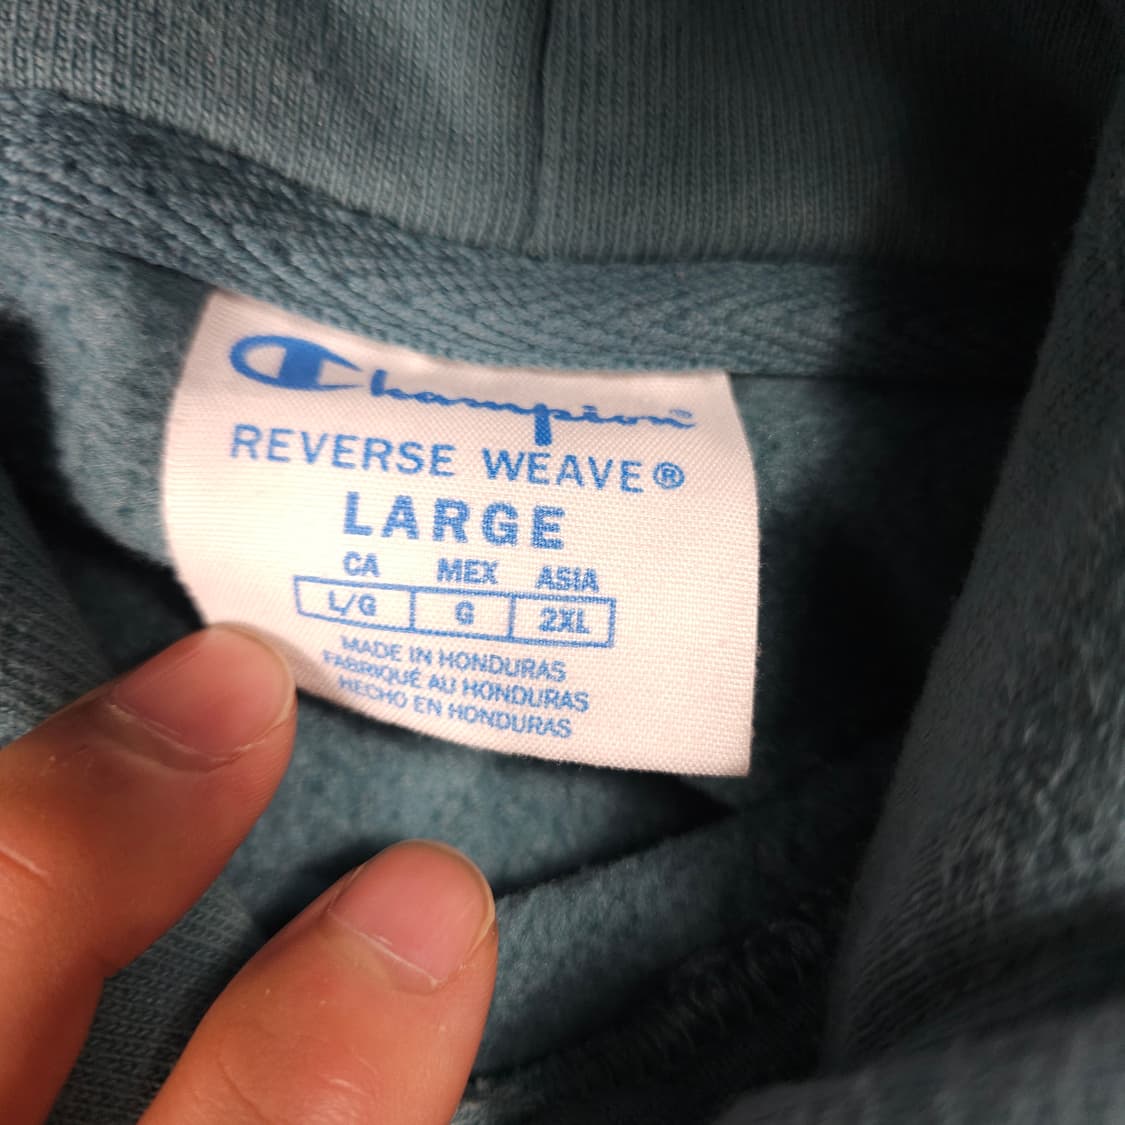 Champion®
REVERSE WEAVE®
LARGE
CA MEX ASIA
L/G G 2XL
MADE IN HONDURAS
FABRIQUÉ AU HONDURAS
HECHO EN HONDURAS